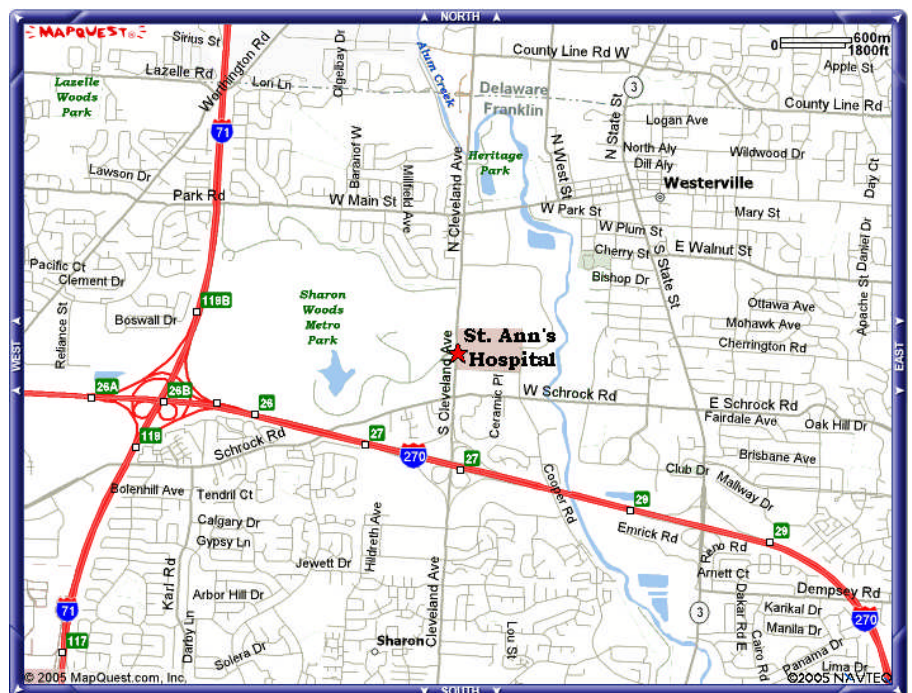 NORTH
MAPQUEST
Sirius St
Worthington Rd
Lazelle Rd
Lori Ln
Olgelbay Dr
Alum Creek
County Line Rd W
0 600m
1800ft
Apple St
Lazelle
Woods
Park
Delaware
Franklin
3
County Line Rd
71
N Cleveland Ave
N West St
N State St
Logan Ave
North Aly
Dill Aly
Wildwood Dr
Day Ct
Heritage
Park
Westerville
Lawson Dr
Park Rd
Baranof W
W Main St
Millfield Ave
W Park St
Mary St
W Plum St
Cherry St
E Walnut St
Daniel Dr
Bishop Dr
S State St
Pacific Ct
Clement Dr
118B
Boswall Dr
Reliance St
Sharon
Woods
Metro
Park
Ottawa Ave
Mohawk Ave
Cherrington Rd
Apache St
WEST
EAST
St. Ann's
Hospital
S Cleveland Ave
Ceramic Pl
26A
26B
26
W Schrock Rd
E Schrock Rd
Fairdale Ave
Oak Hill Dr
118
Schrock Rd
27
270
27
Brisbane Ave
Club Dr
Mallway Dr
Bolenhill Ave
Tendril Ct
Cooper Rd
29
29
Calgary Dr
Gypsy Ln
Hildreth Ave
Emrick Rd
Reno Rd
Jewett Dr
Arnett Ct
Dempsey Rd
Karl Rd
Arbor Hill Dr
71
3
Dakar Rd E
Karikal Dr
Manila Dr
270
117
Darby Ln
Sharon
Cleveland Ave
Lou St
Cairo Rd
Solera Dr
Panama Dr
Lima Dr
© 2005 MapQuest.com, Inc.
©2005 NAVTEQ
SOUTH